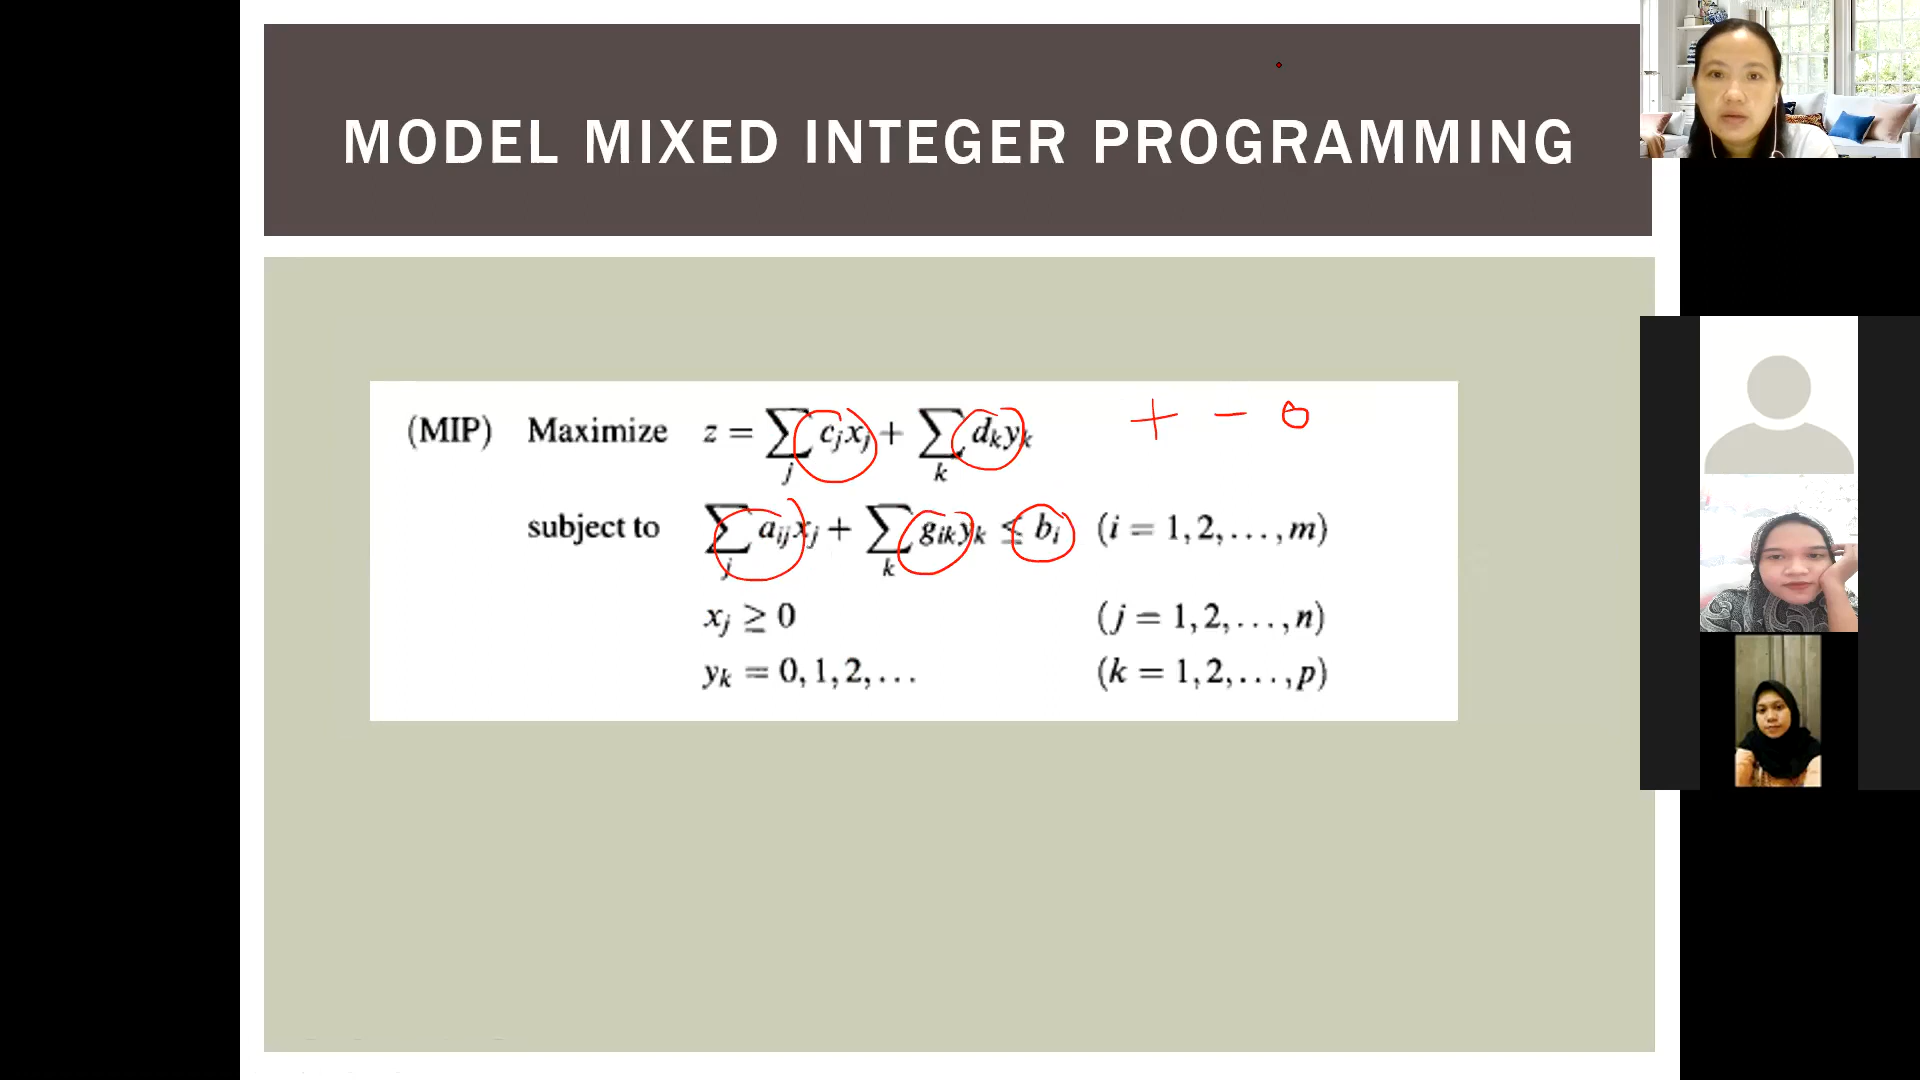 MODEL MIXED INTEGER PROGRAMMING
+ − 0
(MIP) Maximize z = ∑_j c_j x_j + ∑_k d_k y_k
subject to ∑_j a_ij x_j + ∑_k g_ik y_k ≤ b_i (i = 1, 2, . . . , m)
x_j ≥ 0 (j = 1, 2, . . . , n)
y_k = 0, 1, 2, . . . (k = 1, 2, . . . , p)